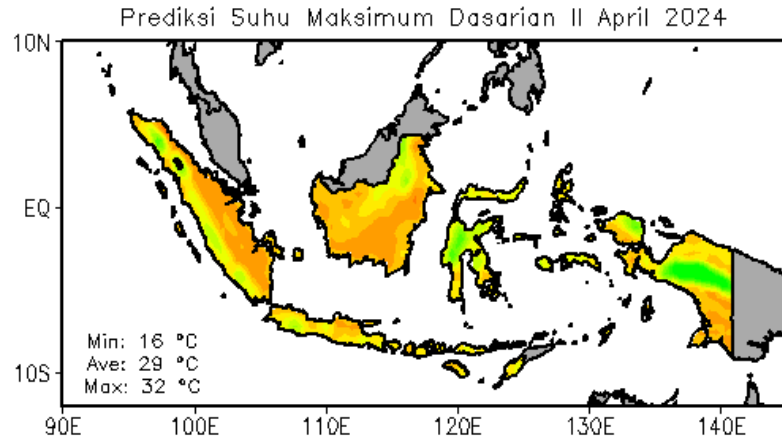 Prediksi Suhu Maksimum Dasarian II April 2024
10N
EQ
10S
Min: 16 °C
Ave: 29 °C
Max: 32 °C
90E 100E 110E 120E 130E 140E